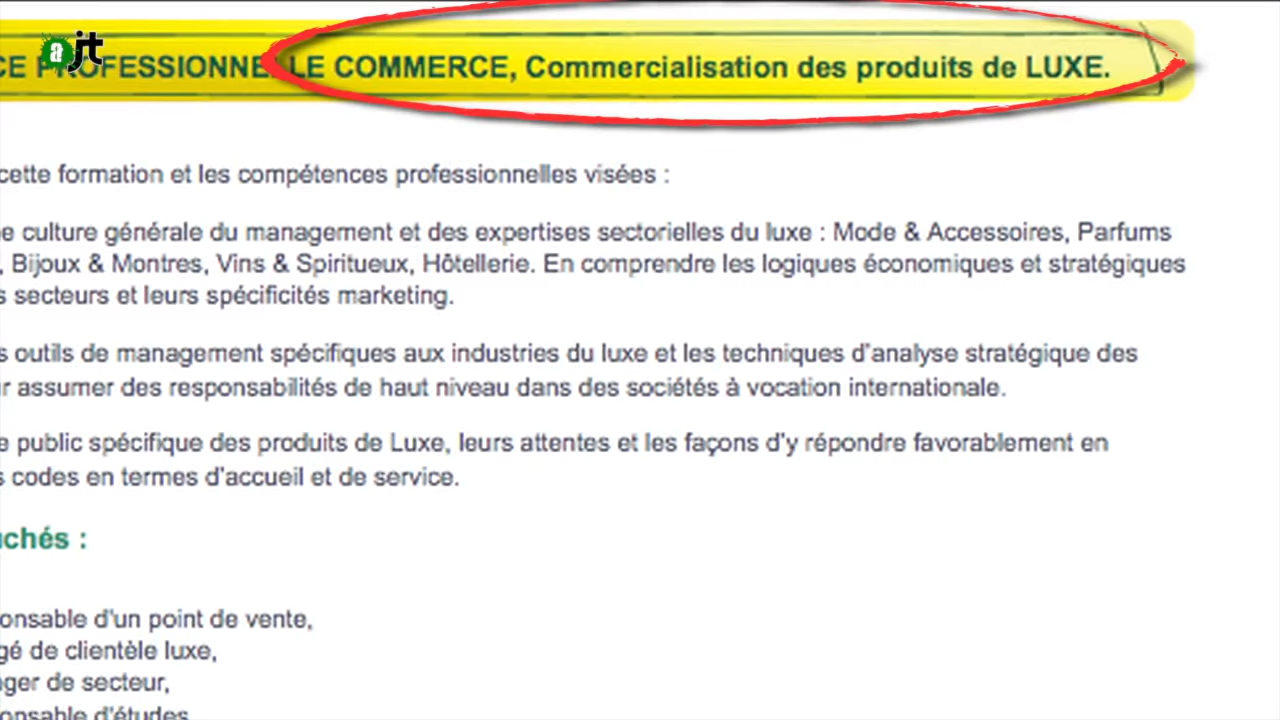 ajt
CE PROFESSIONNELLE COMMERCE, Commercialisation des produits de LUXE.
cette formation et les compétences professionnelles visées :
e culture générale du management et des expertises sectorielles du luxe : Mode & Accessoires, Parfums
, Bijoux & Montres, Vins & Spiritueux, Hôtellerie. En comprendre les logiques économiques et stratégiques
s secteurs et leurs spécificités marketing.
s outils de management spécifiques aux industries du luxe et les techniques d'analyse stratégique des
r assumer des responsabilités de haut niveau dans des sociétés à vocation internationale.
e public spécifique des produits de Luxe, leurs attentes et les façons d'y répondre favorablement en
s codes en termes d'accueil et de service.
uchés :
onsable d'un point de vente,
gé de clientèle luxe,
ager de secteur,
onsable d'études